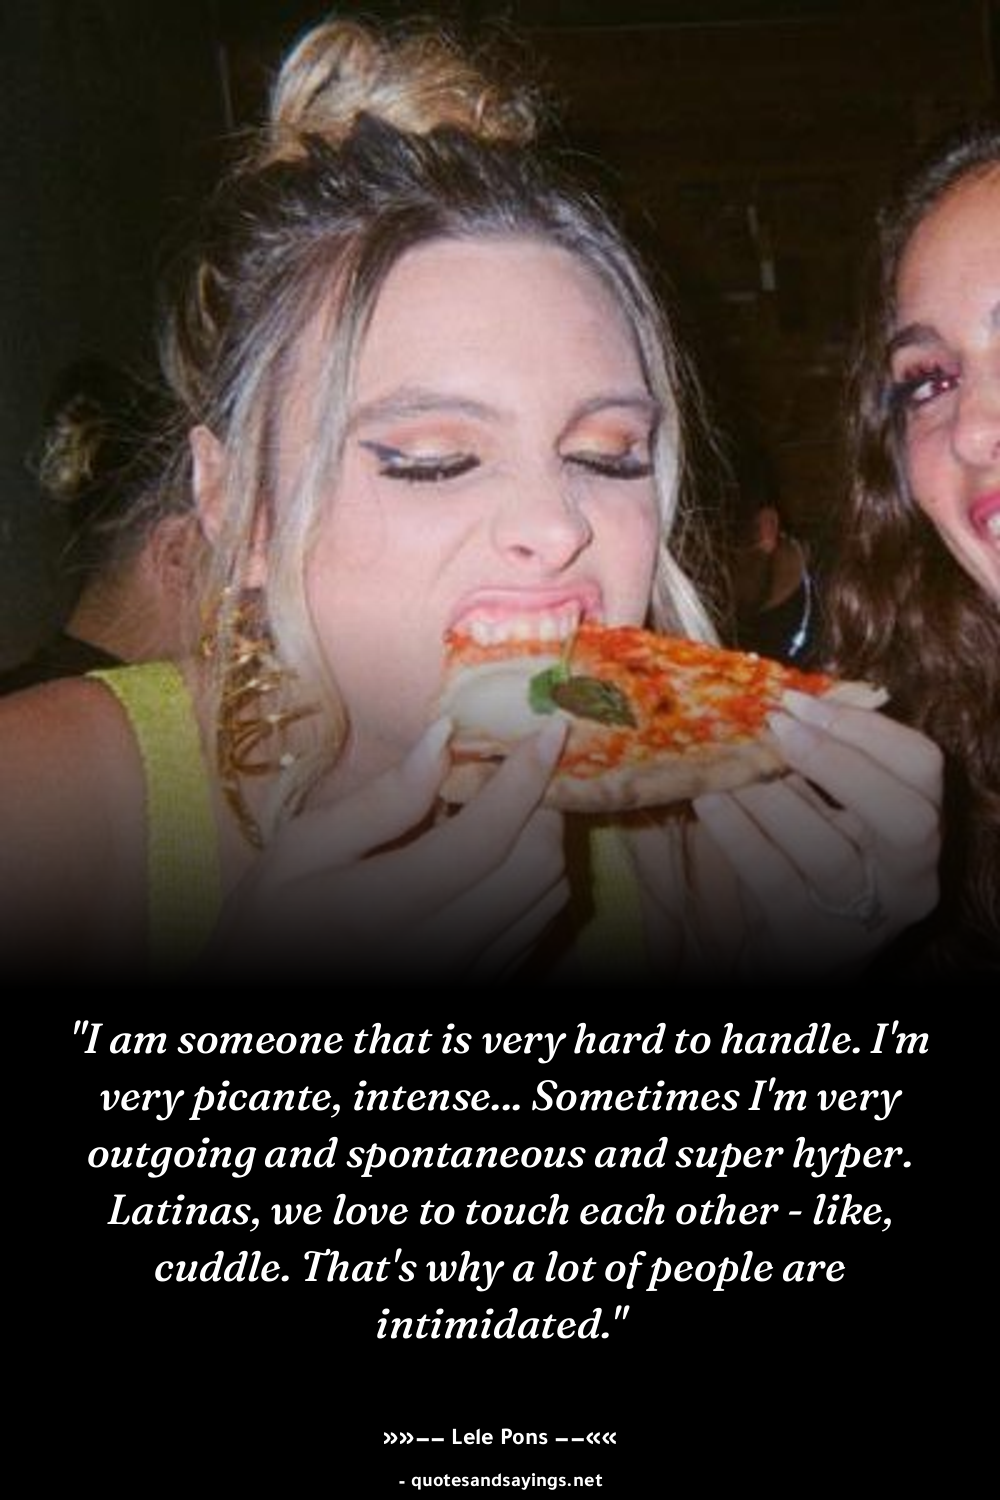 "I am someone that is very hard to handle. I'm
very picante, intense... Sometimes I'm very
outgoing and spontaneous and super hyper.
Latinas, we love to touch each other - like,
cuddle. That's why a lot of people are
intimidated."
»»–– Lele Pons ––««
- quotesandsayings.net